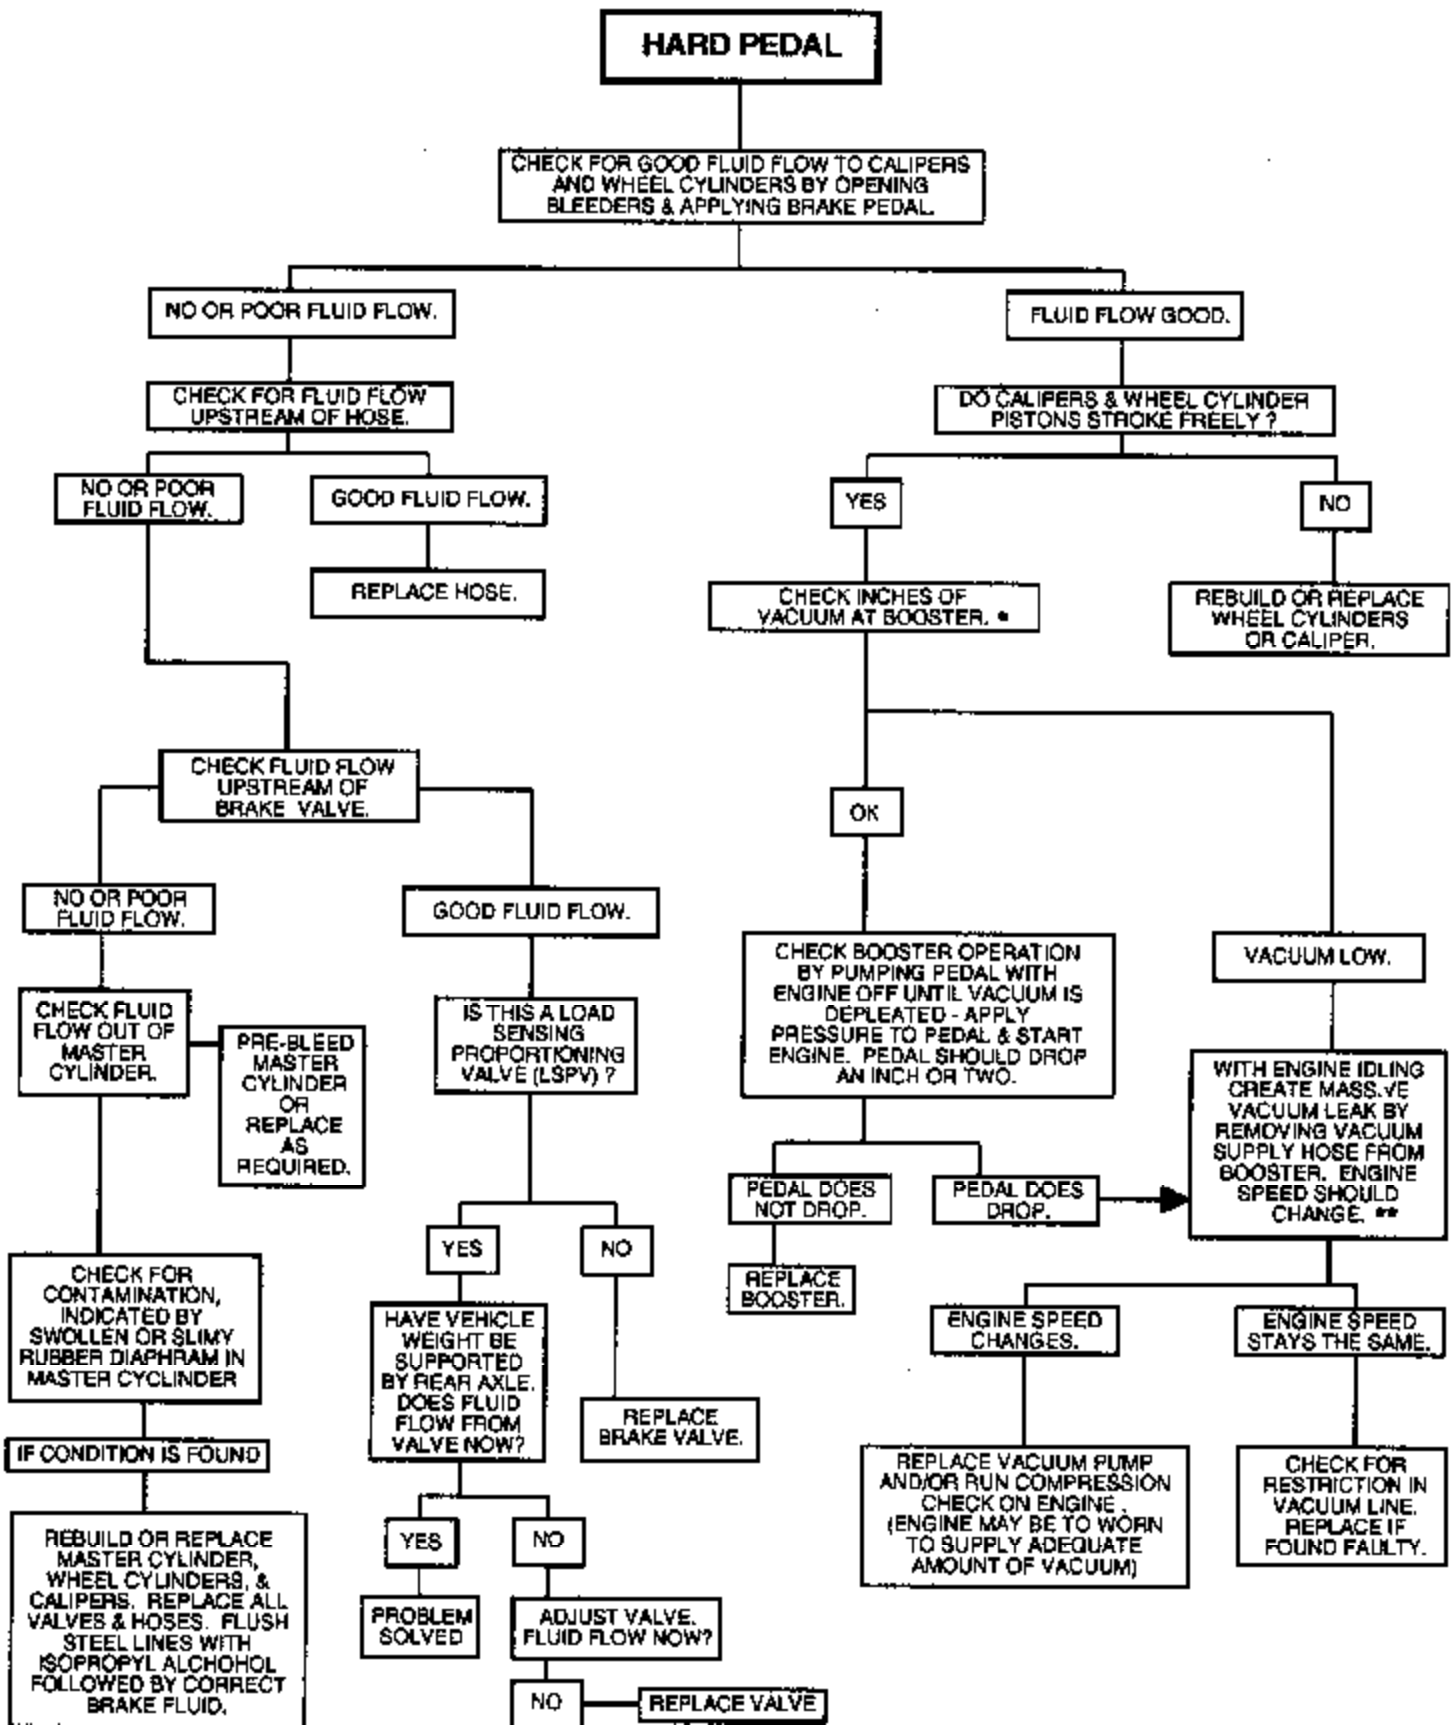 HARD PEDAL
CHECK FOR GOOD FLUID FLOW TO CALIPERS
AND WHEEL CYLINDERS BY OPENING
BLEEDERS & APPLYING BRAKE PEDAL.
NO OR POOR FLUID FLOW.
FLUID FLOW GOOD.
CHECK FOR FLUID FLOW
UPSTREAM OF HOSE.
DO CALIPERS & WHEEL CYLINDER
PISTONS STROKE FREELY ?
NO OR POOR
FLUID FLOW.
GOOD FLUID FLOW.
YES
NO
REPLACE HOSE.
CHECK INCHES OF
VACUUM AT BOOSTER. *
REBUILD OR REPLACE
WHEEL CYLINDERS
OR CALIPER.
CHECK FLUID FLOW
UPSTREAM OF
BRAKE VALVE.
OK
NO OR POOR
FLUID FLOW.
GOOD FLUID FLOW.
CHECK BOOSTER OPERATION
BY PUMPING PEDAL WITH
ENGINE OFF UNTIL VACUUM IS
DEPLEATED - APPLY
PRESSURE TO PEDAL & START
ENGINE. PEDAL SHOULD DROP
AN INCH OR TWO.
VACUUM LOW.
CHECK FLUID
FLOW OUT OF
MASTER
CYLINDER.
PRE-BLEED
MASTER
CYLINDER
OR
REPLACE
AS
REQUIRED.
IS THIS A LOAD
SENSING
PROPORTIONING
VALVE (LSPV) ?
WITH ENGINE IDLING
CREATE MASS.VE
VACUUM LEAK BY
REMOVING VACUUM
SUPPLY HOSE FROM
BOOSTER. ENGINE
SPEED SHOULD
CHANGE. **
PEDAL DOES
NOT DROP.
PEDAL DOES
DROP.
YES
NO
CHECK FOR
CONTAMINATION,
INDICATED BY
SWOLLEN OR SLIMY
RUBBER DIAPHRAM IN
MASTER CYCLINDER
REPLACE
BOOSTER.
HAVE VEHICLE
WEIGHT BE
SUPPORTED
BY REAR AXLE.
DOES FLUID
FLOW FROM
VALVE NOW?
ENGINE SPEED
CHANGES.
ENGINE SPEED
STAYS THE SAME.
REPLACE
BRAKE VALVE.
IF CONDITION IS FOUND
REPLACE VACUUM PUMP
AND/OR RUN COMPRESSION
CHECK ON ENGINE .
(ENGINE MAY BE TO WORN
TO SUPPLY ADEQUATE
AMOUNT OF VACUUM)
CHECK FOR
RESTRICTION IN
VACUUM LINE.
REPLACE IF
FOUND FAULTY.
REBUILD OR REPLACE
MASTER CYLINDER,
WHEEL CYLINDERS, &
CALIPERS. REPLACE ALL
VALVES & HOSES. FLUSH
STEEL LINES WITH
ISOPROPYL ALCHOHOL
FOLLOWED BY CORRECT
BRAKE FLUID.
YES
NO
PROBLEM
SOLVED
ADJUST VALVE.
FLUID FLOW NOW?
NO
REPLACE VALVE